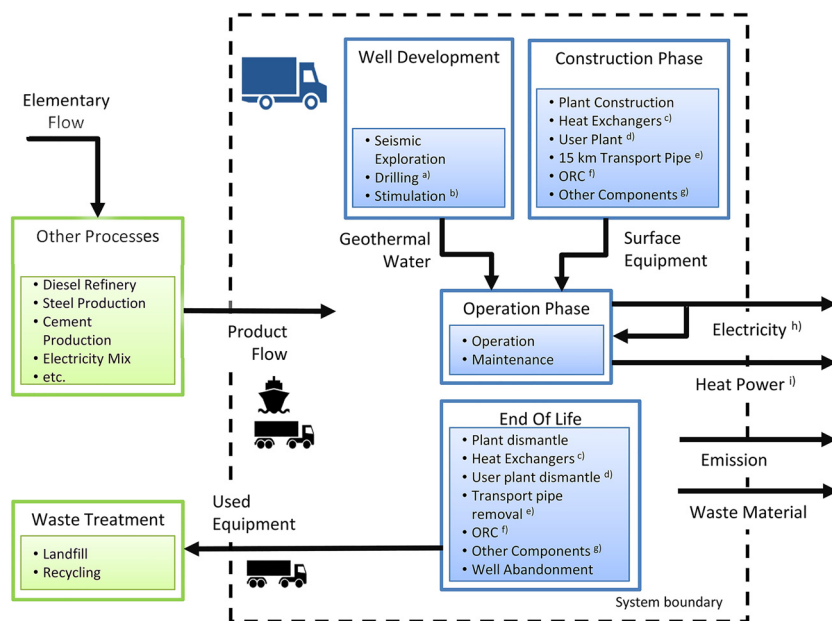 Elementary
Flow
Other Processes
• Diesel Refinery
• Steel Production
• Cement
Production
• Electricity Mix
• etc.
Product
Flow
Well Development
• Seismic
Exploration
• Drilling a)
• Stimulation b)
Construction Phase
• Plant Construction
• Heat Exchangers c)
• User Plant d)
• 15 km Transport Pipe e)
• ORC f)
• Other Components g)
Geothermal
Water
Surface
Equipment
Operation Phase
• Operation
• Maintenance
Electricity h)
Heat Power i)
End Of Life
• Plant dismantle
• Heat Exchangers c)
• User plant dismantle d)
• Transport pipe
removal e)
• ORC f)
• Other Components g)
• Well Abandonment
Emission
Waste Material
Used
Equipment
Waste Treatment
• Landfill
• Recycling
System boundary